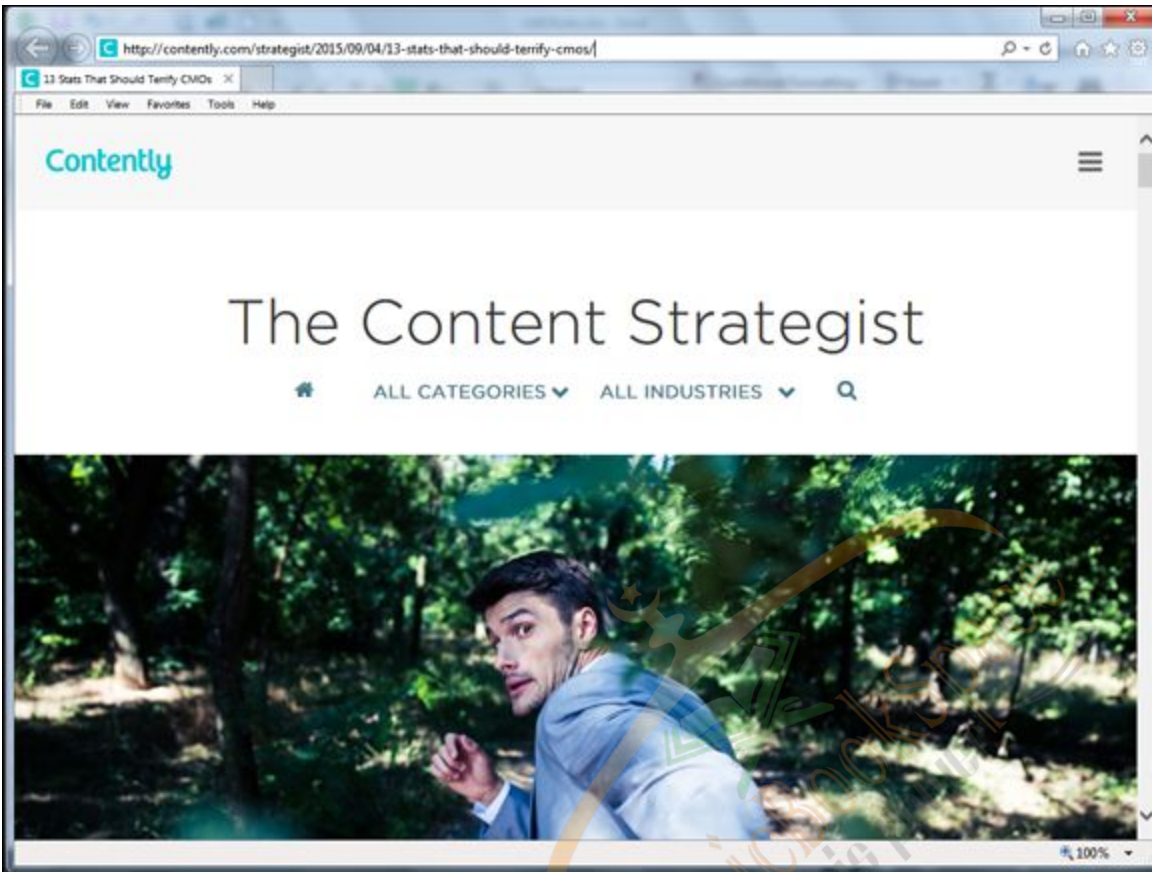 http://contently.com/strategist/2015/09/04/13-stats-that-should-terrify-cmos/
13 Stats That Should Terrify CMOs
File Edit View Favorites Tools Help
Contently
The Content Strategist
ALL CATEGORIES ALL INDUSTRIES
100%